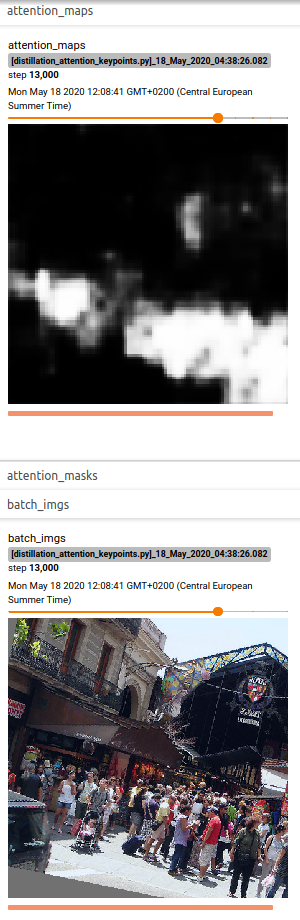 attention_maps
attention_maps
[distillation_attention_keypoints.py]_18_May_2020_04:38:26.082
step 13,000
Mon May 18 2020 12:08:41 GMT+0200 (Central European
Summer Time)
attention_masks
batch_imgs
batch_imgs
[distillation_attention_keypoints.py]_18_May_2020_04:38:26.082
step 13,000
Mon May 18 2020 12:08:41 GMT+0200 (Central European
Summer Time)